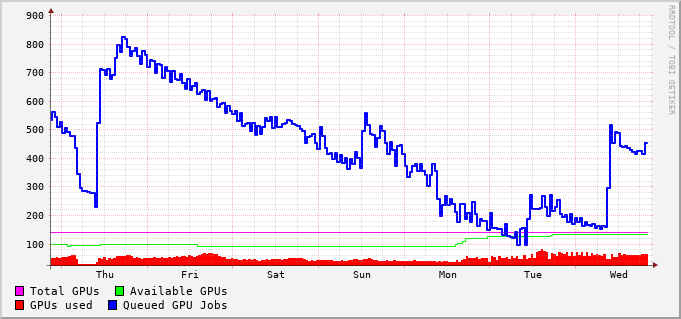 900
800
700
600
500
400
300
200
100
Thu Fri Sat Sun Mon Tue Wed
Total GPUs Available GPUs
GPUs used Queued GPU Jobs
RRDTOOL / TOBI OETIKER